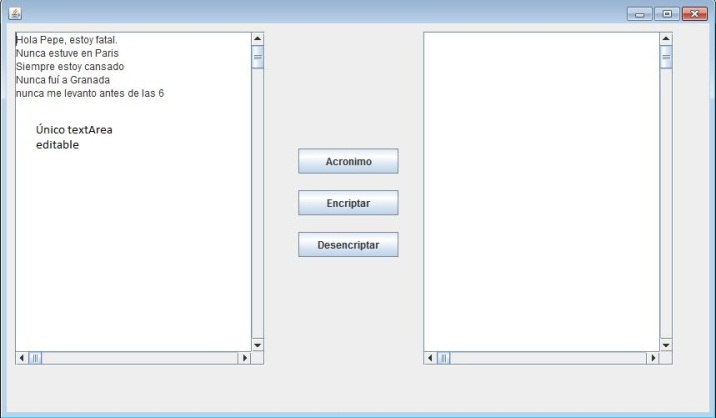 Hola Pepe, estoy fatal.
Nunca estuve en Paris
Siempre estoy cansado
Nunca fuí a Granada
nunca me levanto antes de las 6
Único textArea
editable
Acronimo
Encriptar
Desencriptar